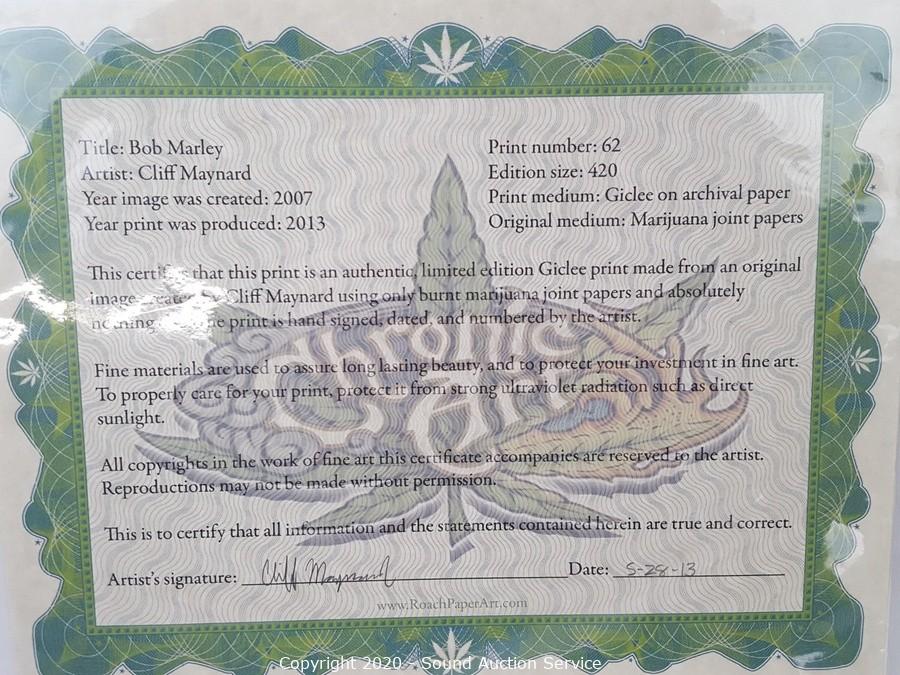 Title: Bob Marley
Artist: Cliff Maynard
Year image was created: 2007
Year print was produced: 2013
Print number: 62
Edition size: 420
Print medium: Giclee on archival paper
Original medium: Marijuana joint papers
This that this print is an authentic, limited edition Giclee print made from an original
image Cliff Maynard using only burnt marijuana joint papers and absolutely
print is hand signed, dated, and numbered by the artist.
Fine materials are used to assure long lasting beauty, and to protect your investment in fine art.
To properly care for your print, protect it from strong ultraviolet radiation such as direct
sunlight.
All copyrights in the work of fine art this certificate accompanies are reserved to the artist.
Reproductions may not be made without permission.
This is to certify that all information and the statements contained herein are true and correct.
Artist's signature: Cliff Maynard Date: 5-28-13
www.RoachPaperArt.com
Chronic
Art
Copyright 2020 - Sound Auction Service